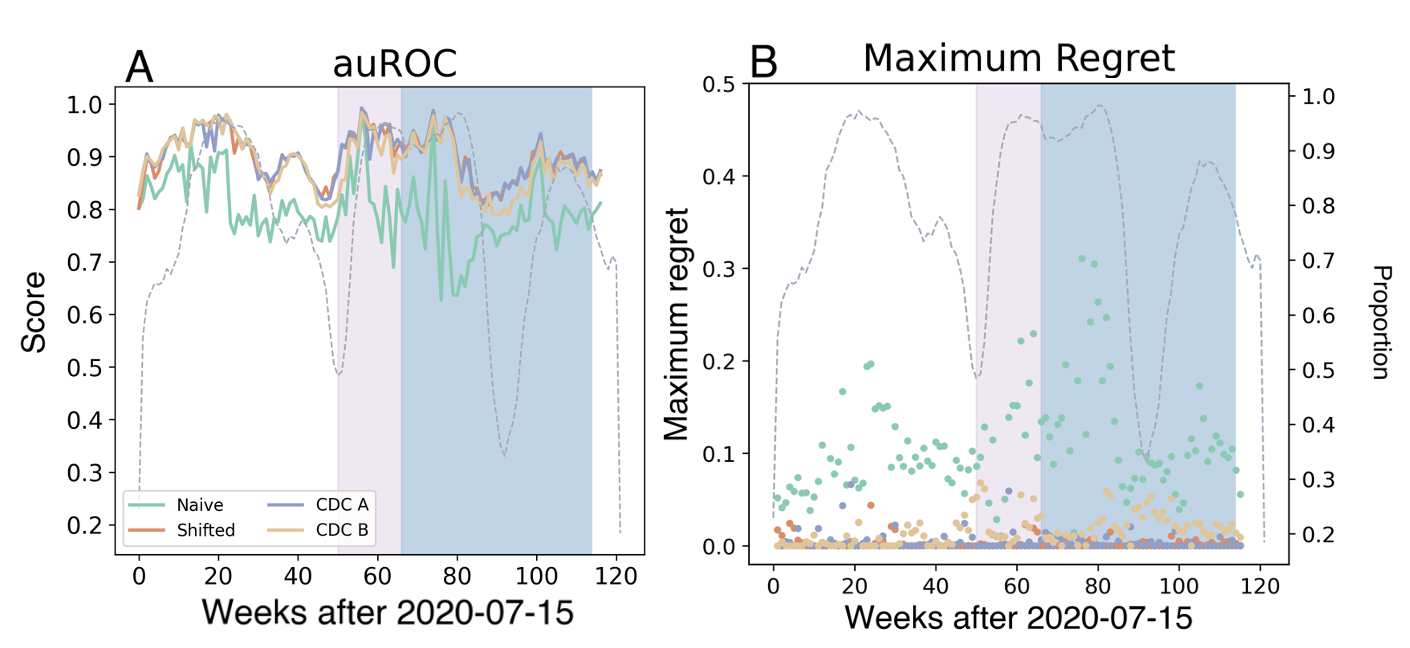 A
auROC
Score
1.0
0.9
0.8
0.7
0.6
0.5
0.4
0.3
0.2
Naive
Shifted
CDC A
CDC B
0
20
40
60
80
100
120
Weeks after 2020-07-15
B
Maximum Regret
Maximum regret
0.5
0.4
0.3
0.2
0.1
0.0
0
20
40
60
80
100
120
Weeks after 2020-07-15
1.0
0.9
0.8
0.7
0.6
0.5
0.4
0.3
0.2
Proportion